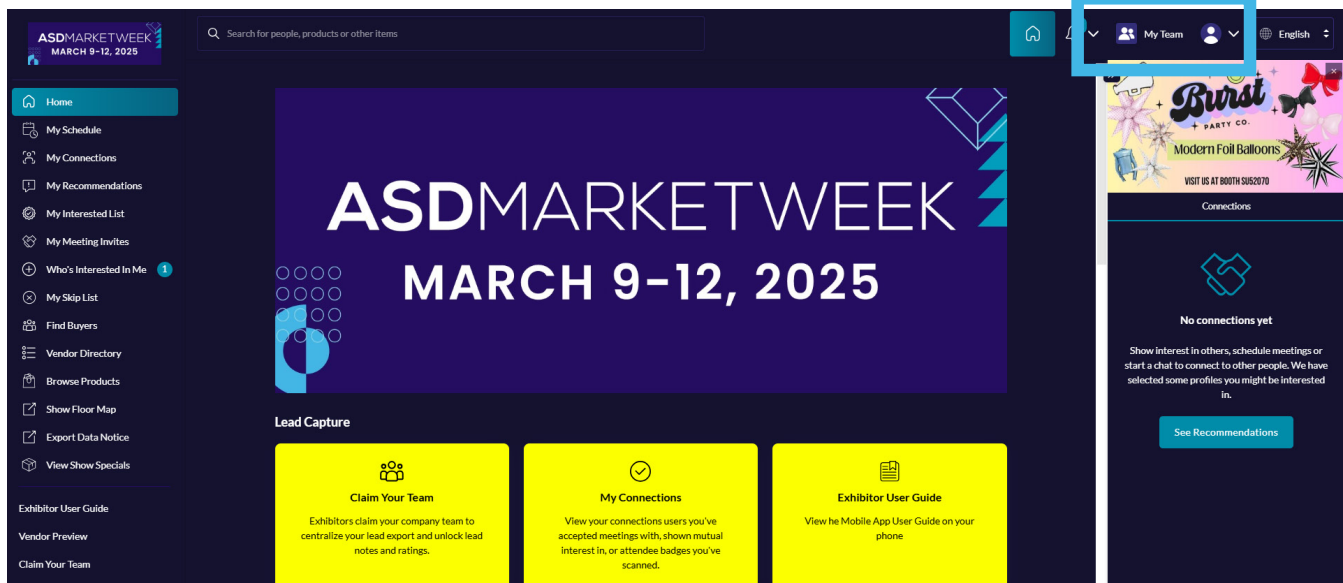 ASDMARKETWEEK
MARCH 9-12, 2025
Search for people, products or other items
My Team
English
Home
My Schedule
My Connections
My Recommendations
My Interested List
My Meeting Invites
Who's Interested In Me 1
My Skip List
Find Buyers
Vendor Directory
Browse Products
Show Floor Map
Export Data Notice
View Show Specials
Exhibitor User Guide
Vendor Preview
Claim Your Team
ASDMARKETWEEK
MARCH 9-12, 2025
Lead Capture
Claim Your Team
Exhibitors claim your company team to
centralize your lead export and unlock lead
notes and ratings.
My Connections
View your connections users you've
accepted meetings with, shown mutual
interest in, or attendee badges you've
scanned.
Exhibitor User Guide
View he Mobile App User Guide on your
phone
Burst
PARTY CO.
Modern Foil Balloons
VISIT US AT BOOTH SU52070
Connections
No connections yet
Show interest in others, schedule meetings or
start a chat to connect to other people. We have
selected some profiles you might be interested
in.
See Recommendations